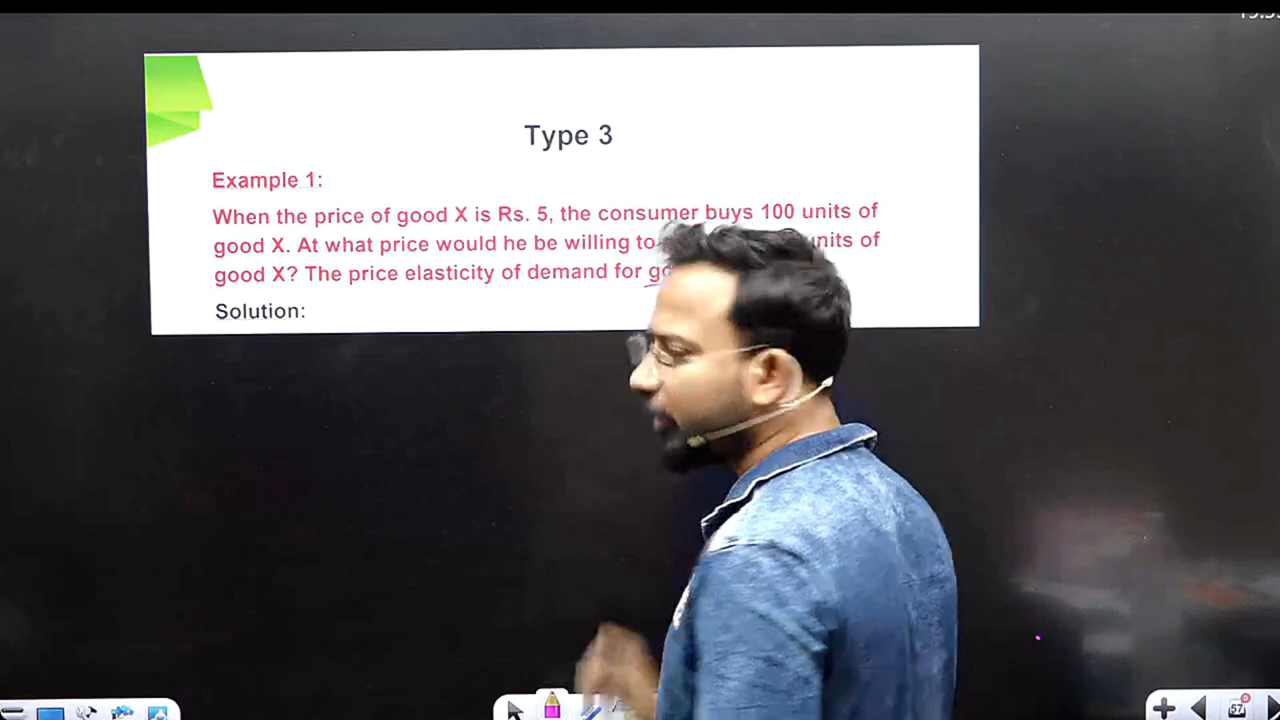 Type 3
Example 1:
When the price of good X is Rs. 5, the consumer buys 100 units of
good X. At what price would he be willing to units of
good X? The price elasticity of demand for
Solution:
57